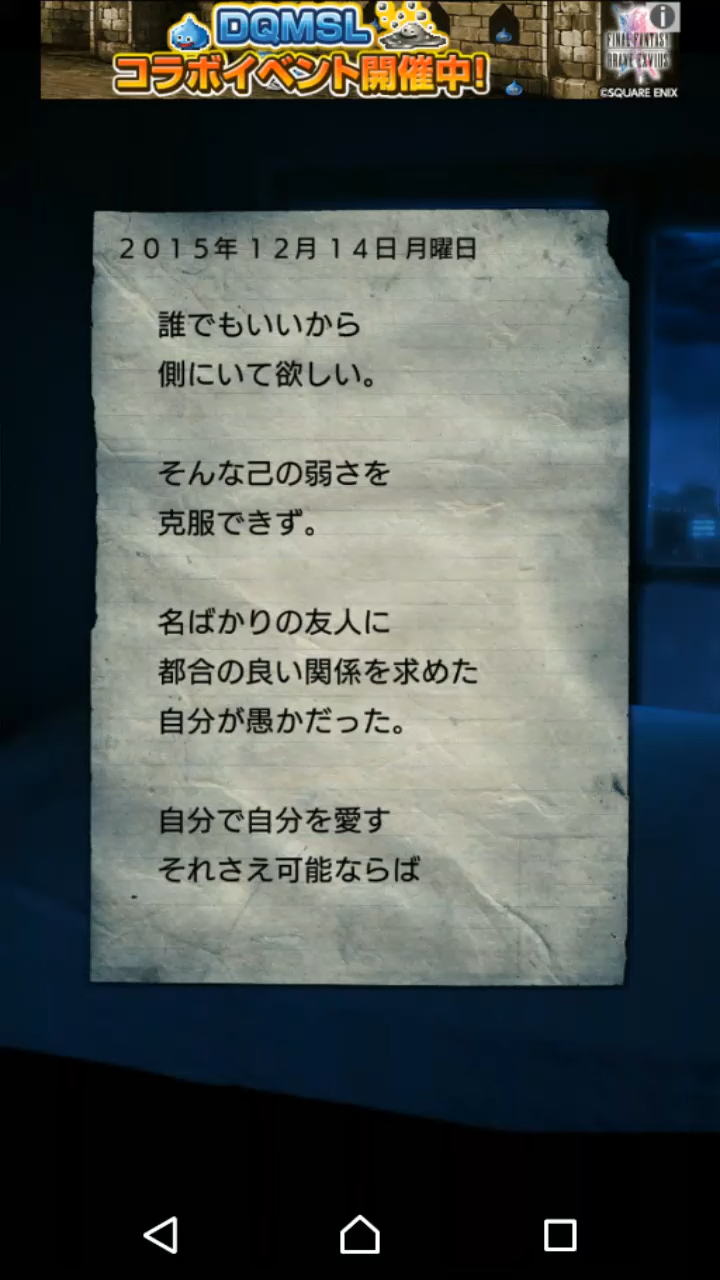 DQMSL
コラボイベント開催中!
FINAL FANTASY
BRAVE EXVIUS
©SQUARE ENIX
2015年12月14日月曜日
誰でもいいから
側にいて欲しい。
そんな己の弱さを
克服できず。
名ばかりの友人に
都合の良い関係を求めた
自分が愚かだった。
自分で自分を愛す
それさえ可能ならば